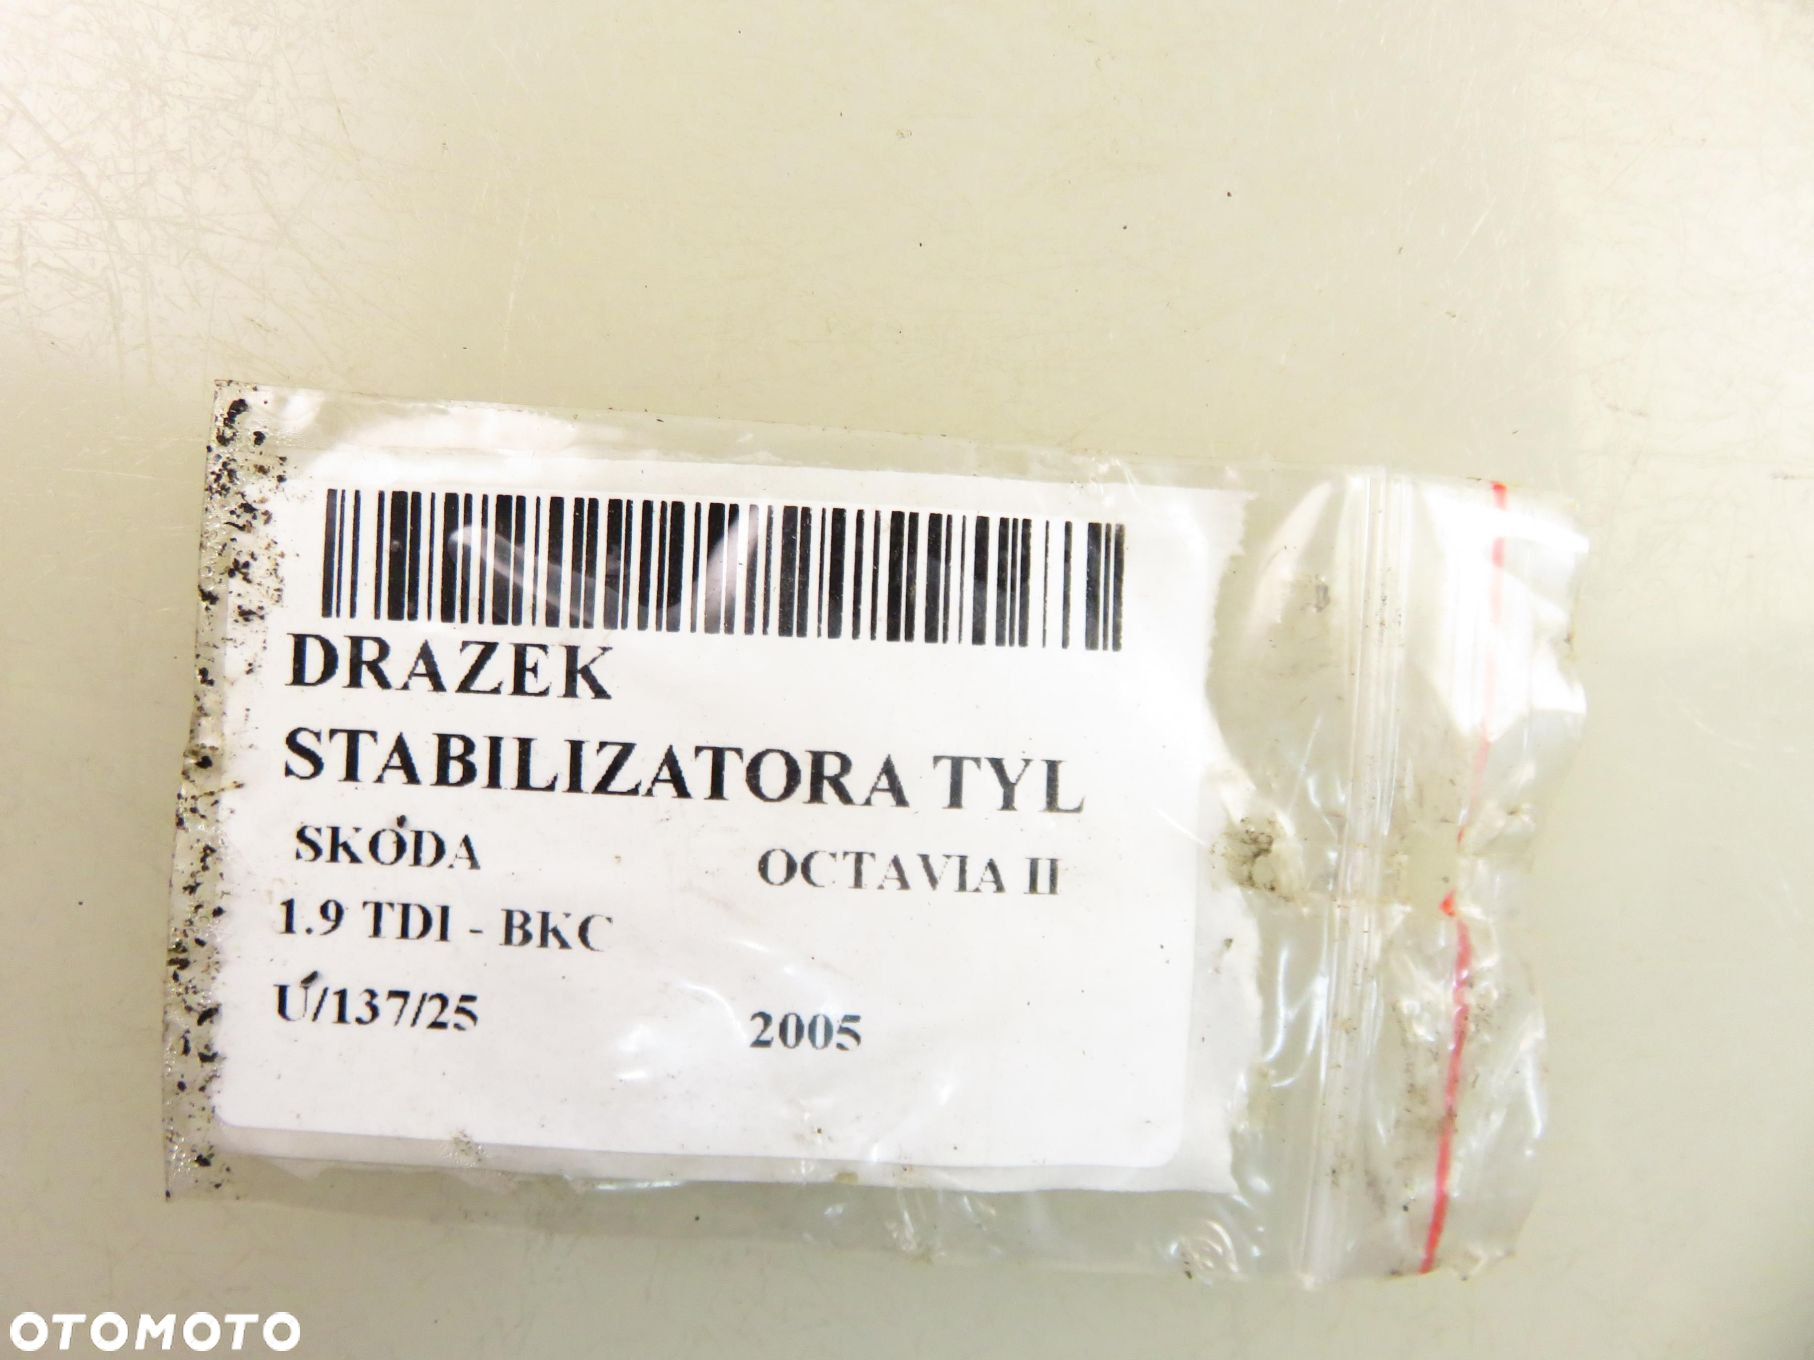 DRAZEK
STABILIZATORA TYL
SKODA OCTAVIA II
1.9 TDI - BKC
U/137/25 2005
OTOMOTO